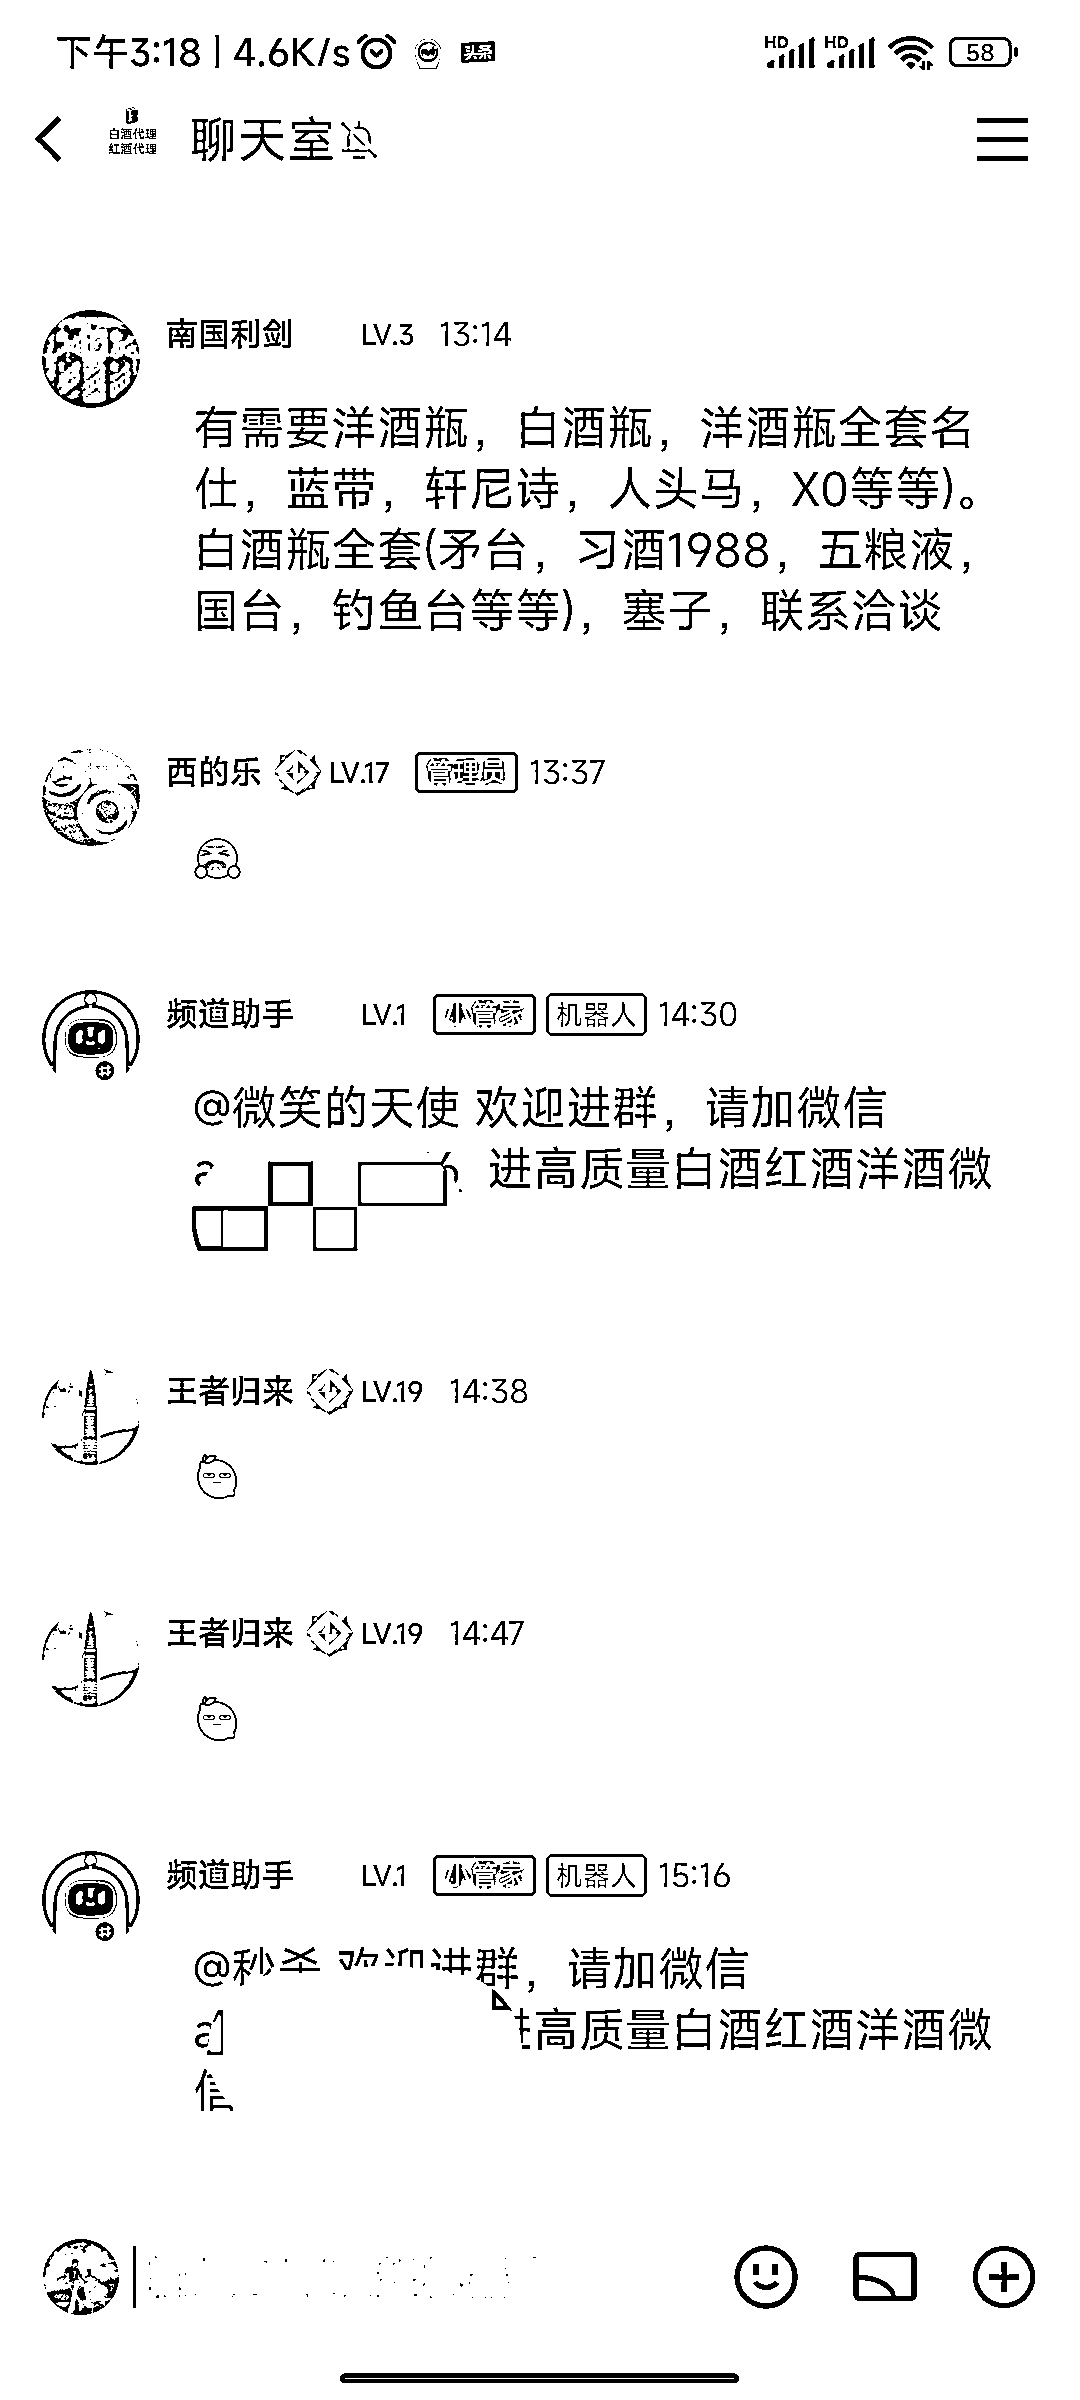 下午3:18 | 4.6K/s 头条 HD HD 58
白酒代理
紅酒代理
聊天室
南国利剑 LV.3 13:14
有需要洋酒瓶，白酒瓶，洋酒瓶全套名
仕，蓝带，轩尼诗，人头马，XO等等)。
白酒瓶全套(矛台，习酒1988，五粮液，
国台，钓鱼台等等)，塞子，联系洽谈
西的乐 LV.17 管理员 13:37
频道助手 LV.1 小管家 机器人 14:30
@微笑的天使 欢迎进群，请加微信
进高质量白酒红酒洋酒微
王者归来 LV.19 14:38
王者归来 LV.19 14:47
频道助手 LV.1 小管家 机器人 15:16
@秒 群，请加微信
高质量白酒红酒洋酒微